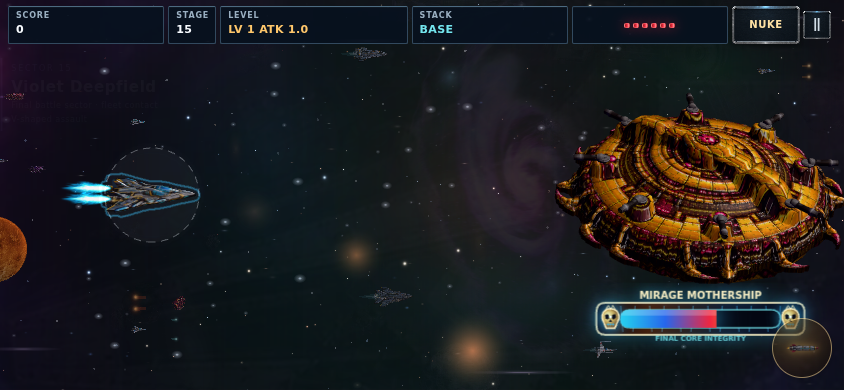 SCORE
0
STAGE
15
LEVEL
LV 1 ATK 1.0
STACK
BASE
NUKE
Violet Deepfield
MIRAGE MOTHERSHIP
FINAL CORE INTEGRITY